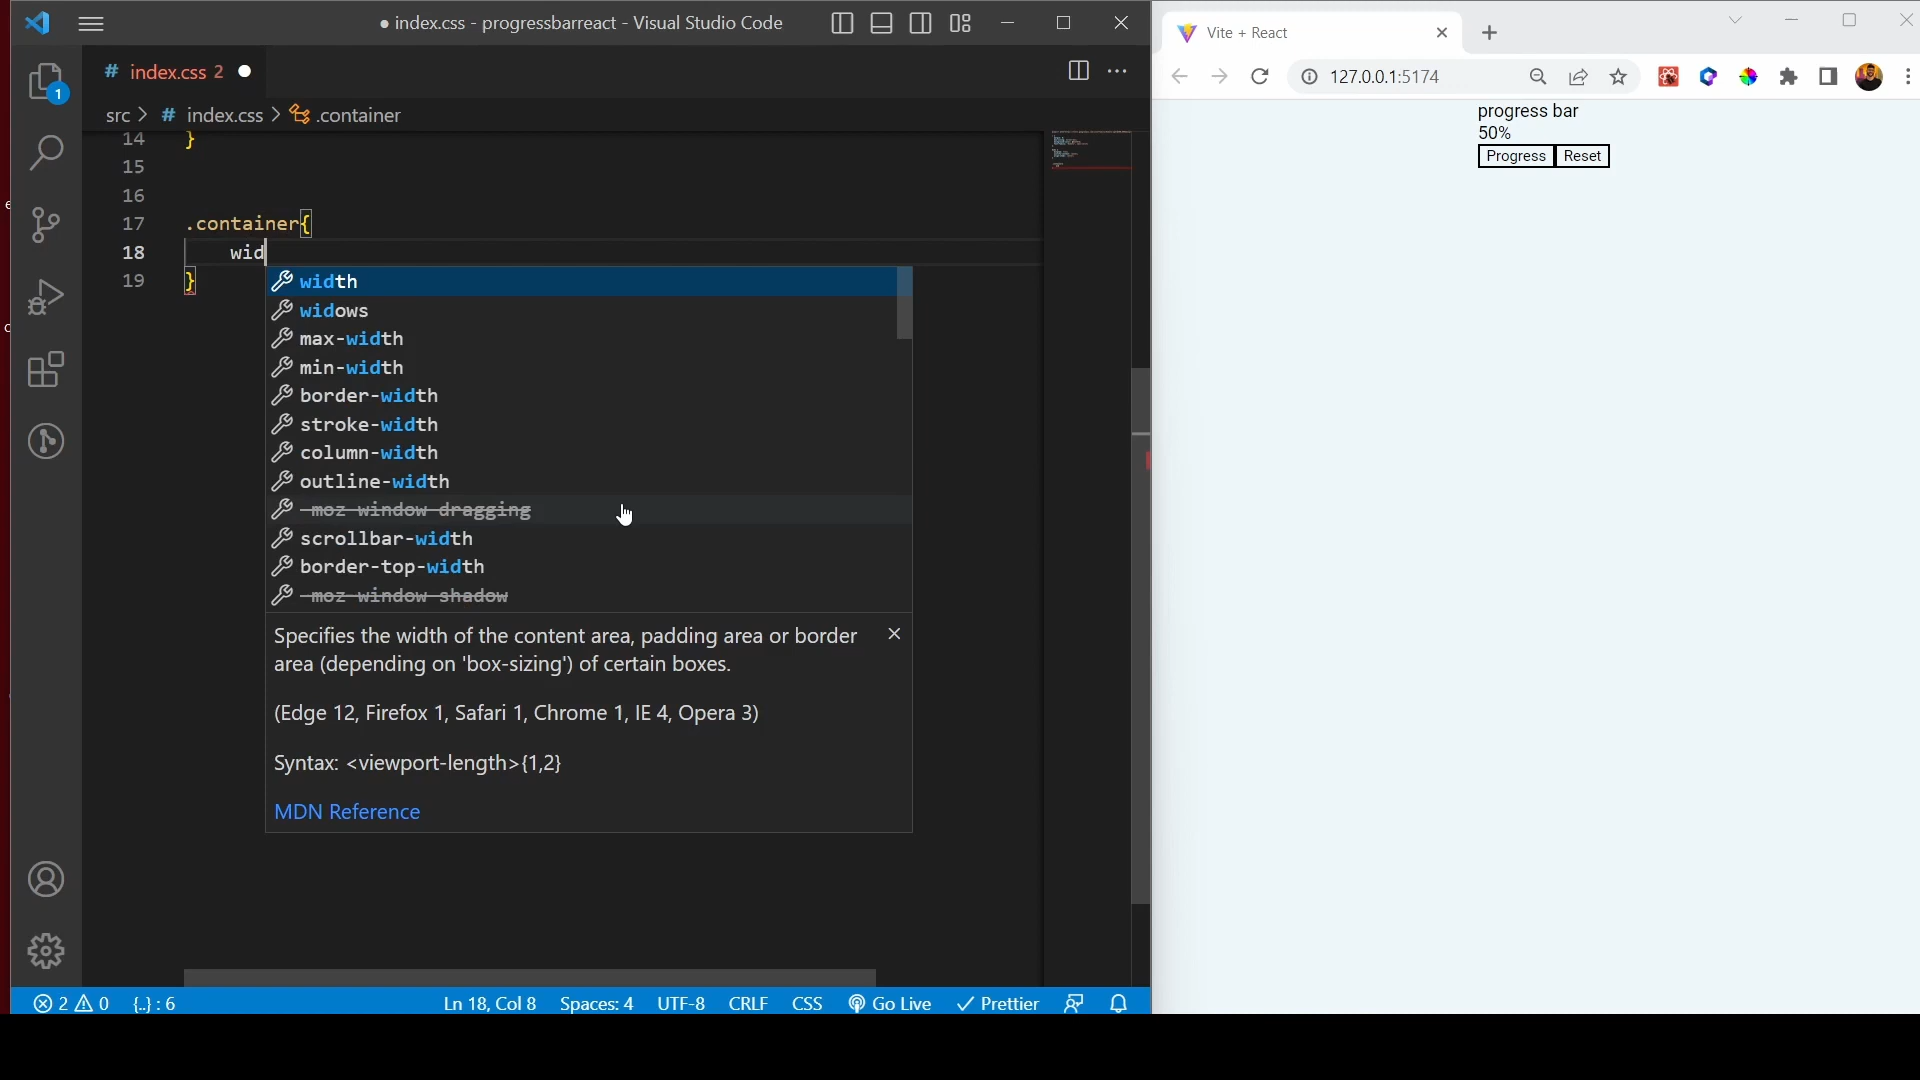 ● index.css - progressbarreact - Visual Studio Code
# index.css 2 ●
1
src > # index.css > .container
14 }
15
16
17 .container{
18 wid
19 }
width
widows
max-width
min-width
border-width
stroke-width
column-width
outline-width
-moz-window-dragging
scrollbar-width
border-top-width
-moz-window-shadow
Specifies the width of the content area, padding area or border
area (depending on 'box-sizing') of certain boxes.
(Edge 12, Firefox 1, Safari 1, Chrome 1, IE 4, Opera 3)
Syntax: <viewport-length>{1,2}
MDN Reference
2 0 {..} : 6 Ln 18, Col 8 Spaces: 4 UTF-8 CRLF CSS Go Live Prettier
Vite + React
127.0.0.1:5174
progress bar
50%
Progress Reset